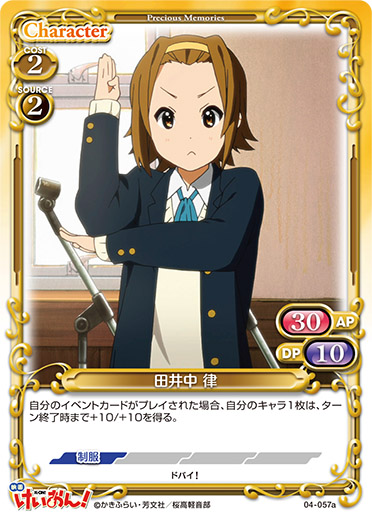 Precious Memories
Character
COST
2
SOURCE
2
30 AP
DP 10
田井中 律
自分のイベントカードがプレイされた場合、自分のキャラ1枚は、ター
ン終了時まで+10/+10を得る。
制服
ドバイ!
映画 けいおん!
©かきふらい・芳文社/桜高軽音部
04-057a